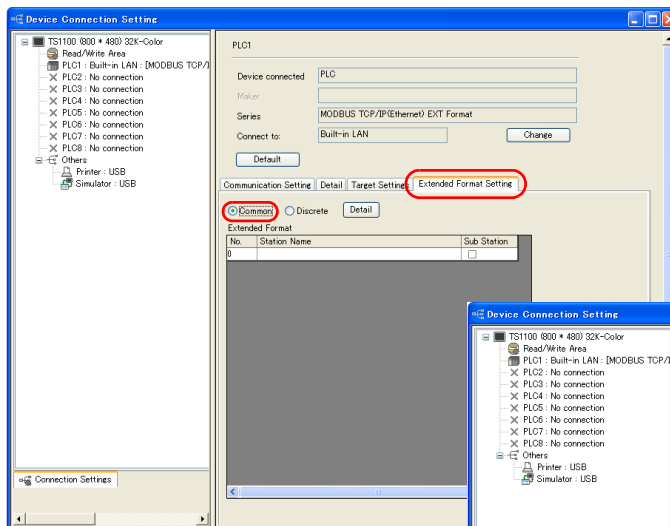 Device Connection Setting
TS1100 (800 * 480) 32K-Color
Read/Write Area
PLC1 : Built-in LAN : [MODBUS TCP/I
PLC2 : No connection
PLC3 : No connection
PLC4 : No connection
PLC5 : No connection
PLC6 : No connection
PLC7 : No connection
PLC8 : No connection
Others
Printer : USB
Simulator : USB
Connection Settings
PLC1
Device connected PLC
Maker
Series MODBUS TCP/IP(Ethernet) EXT Format
Connect to: Built-in LAN Change
Default
Communication Setting Detail Target Settings Extended Format Setting
Common Discrete Detail
Extended Format
No. Station Name Sub Station
0
Device Connection Setting
TS1100 (800 * 480) 32K-Color
Read/Write Area
PLC1 : Built-in LAN : [MODBUS TCP/I
PLC2 : No connection
PLC3 : No connection
PLC4 : No connection
PLC5 : No connection
PLC6 : No connection
PLC7 : No connection
PLC8 : No connection
Others
Printer : USB
Simulator : USB